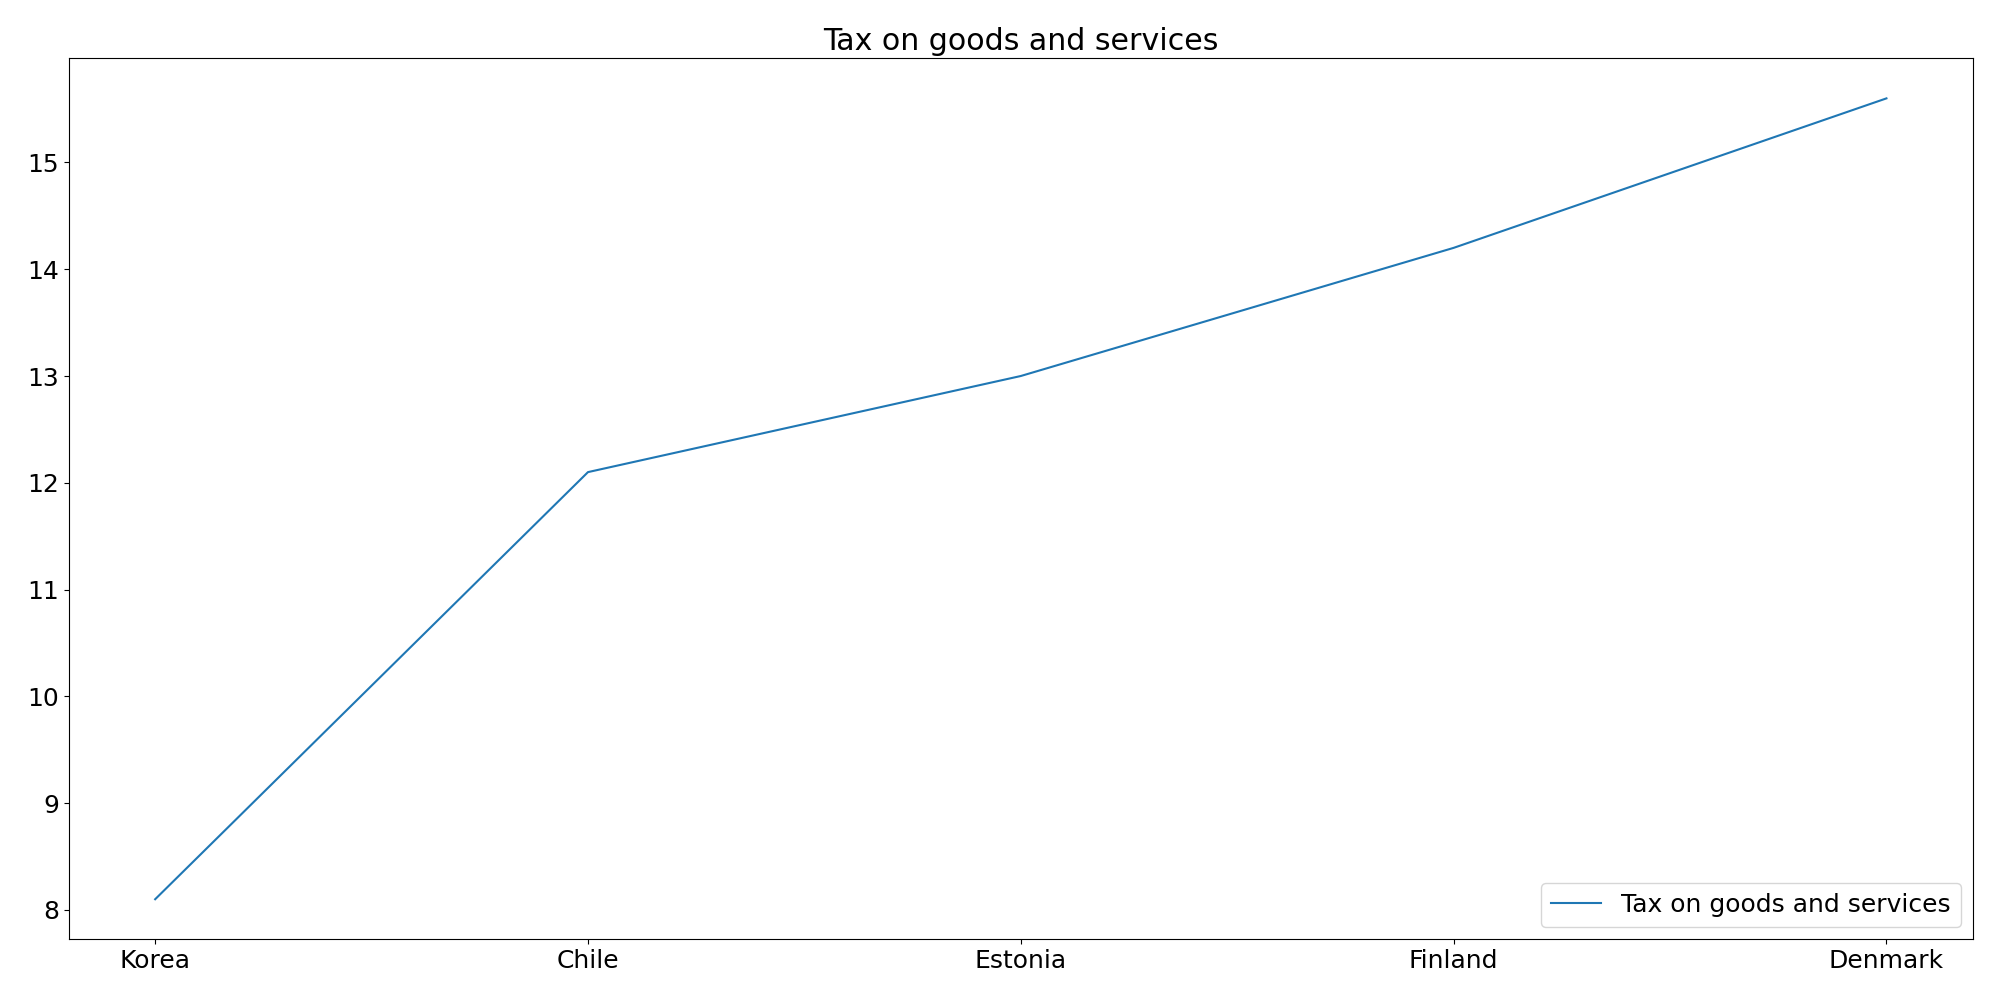 Tax on goods and services
15
14
13
12
11
10
9
8
Tax on goods and services
Korea Chile Estonia Finland Denmark